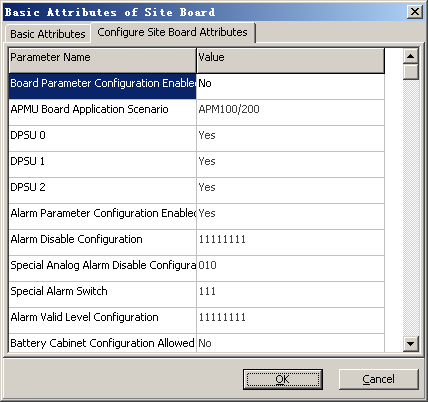 Basic Attributes of Site Board
Basic Attributes Configure Site Board Attributes
Parameter Name Value
Board Parameter Configuration Enable No
APMU Board Application Scenario APM100/200
DPSU 0 Yes
DPSU 1 Yes
DPSU 2 Yes
Alarm Parameter Configuration Enabled Yes
Alarm Disable Configuration 11111111
Special Analog Alarm Disable Configura 010
Special Alarm Switch 111
Alarm Valid Level Configuration 11111111
Battery Cabinet Configuration Allowed No
OK Cancel